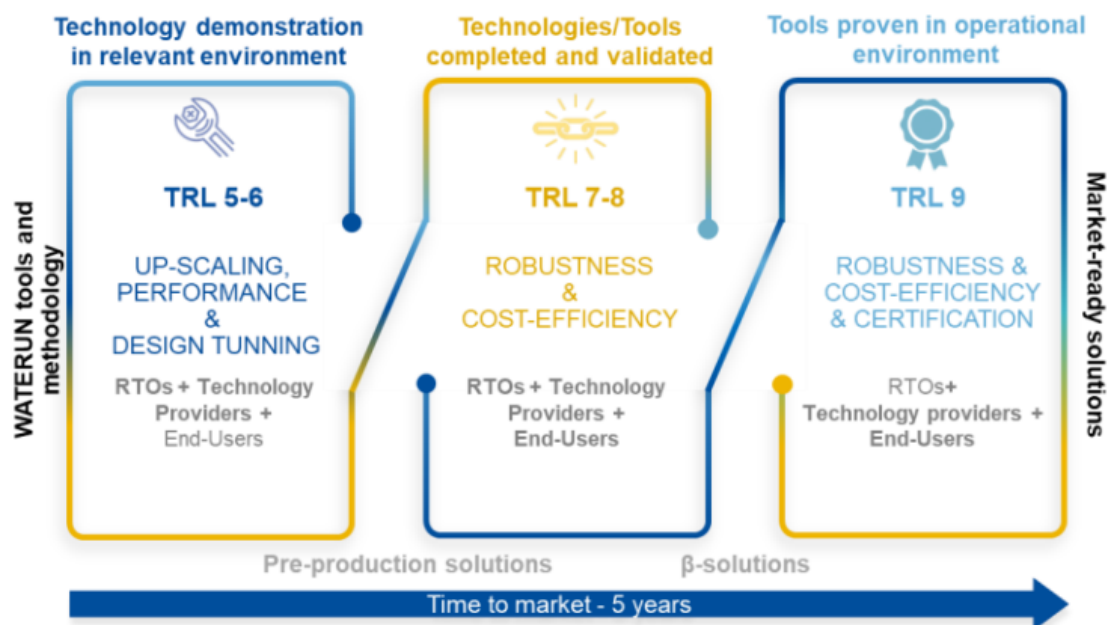 Technology demonstration
in relevant environment
Technologies/Tools
completed and validated
Tools proven in operational
environment
WATERUN tools and
methodology
TRL 5-6
UP-SCALING,
PERFORMANCE
&
DESIGN TUNNING
RTOs + Technology
Providers +
End-Users
TRL 7-8
ROBUSTNESS
&
COST-EFFICIENCY
RTOs + Technology
Providers +
End-Users
TRL 9
ROBUSTNESS &
COST-EFFICIENCY
& CERTIFICATION
RTOs+
Technology providers +
End-Users
Market-ready solutions
Pre-production solutions
β-solutions
Time to market - 5 years